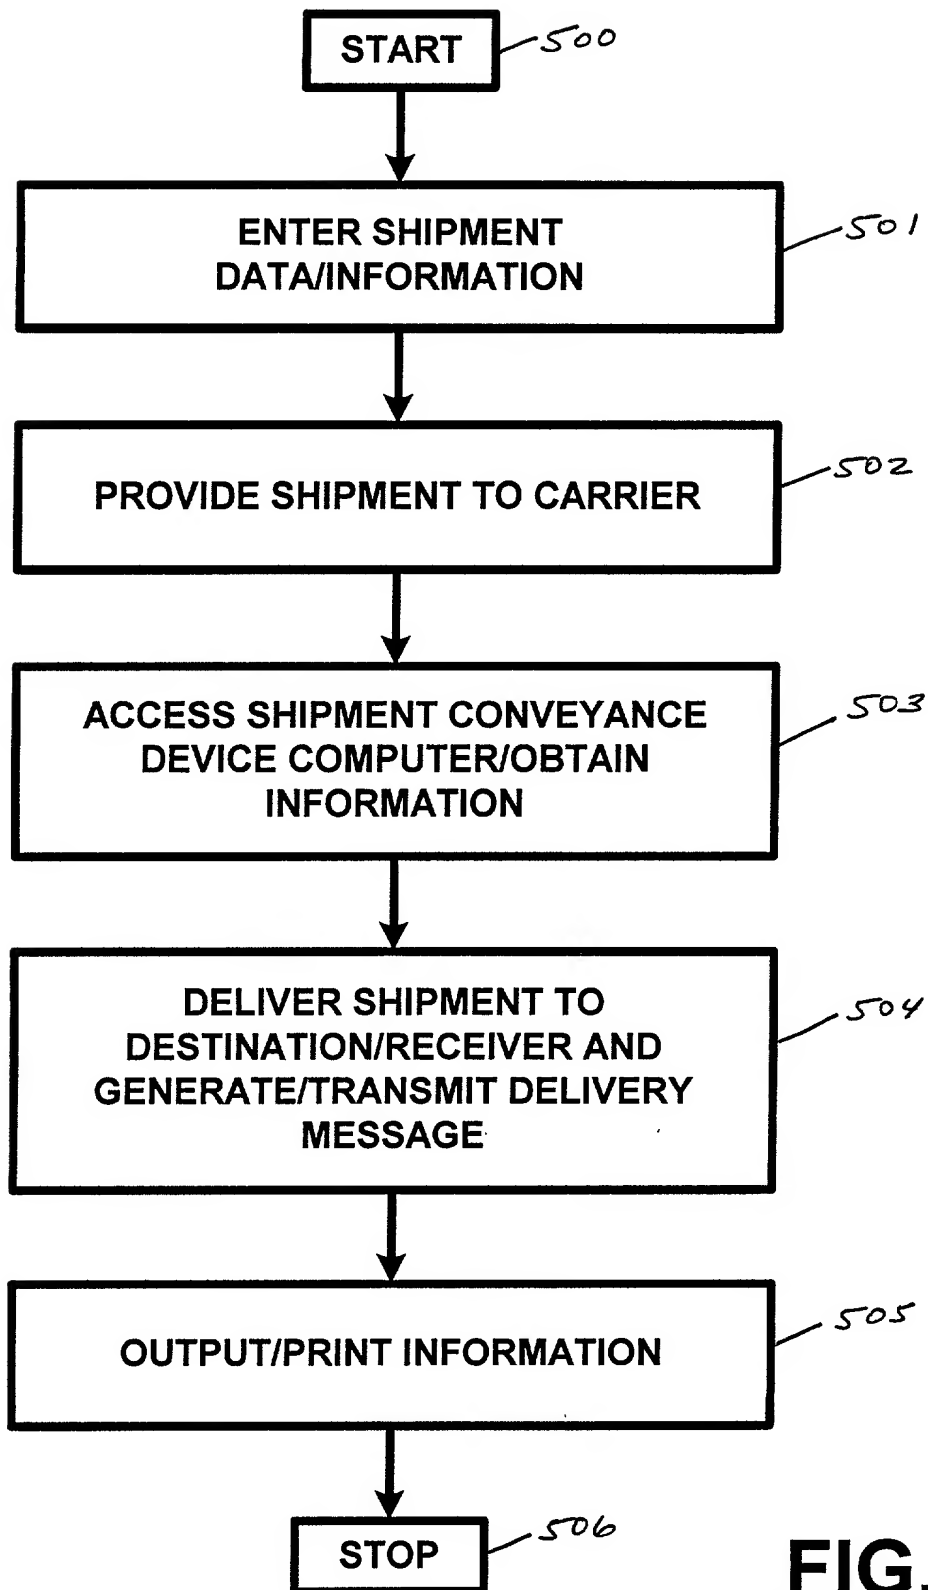 START
500
ENTER SHIPMENT
DATA/INFORMATION
501
PROVIDE SHIPMENT TO CARRIER
502
ACCESS SHIPMENT CONVEYANCE
DEVICE COMPUTER/OBTAIN
INFORMATION
503
DELIVER SHIPMENT TO
DESTINATION/RECEIVER AND
GENERATE/TRANSMIT DELIVERY
MESSAGE
504
OUTPUT/PRINT INFORMATION
505
STOP
506
FIG.